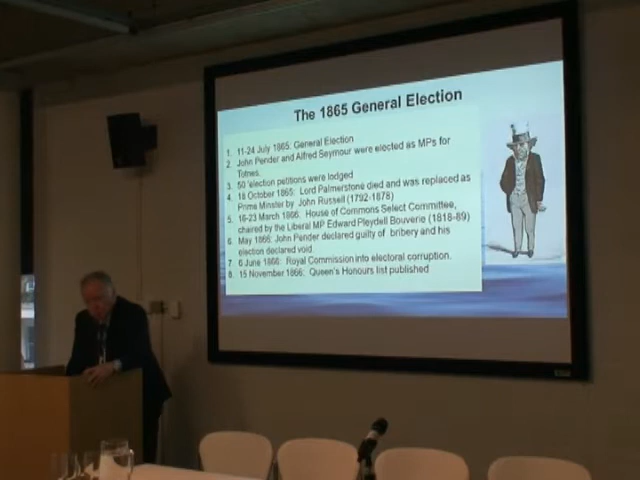 The 1865 General Election
1. 11-24 July 1865: General Election
2. John Pender and Alfred Seymour were elected as MPs for
Totnes.
3. 50 'election petitions were lodged
4. 18 October 1865: Lord Palmerstone died and was replaced as
Prime Minster by John Russell (1792-1878)
5. 16-23 March 1866: House of Commons Select Committee,
chaired by the Liberal MP Edward Pleydell Bouverie (1818-89)
6. May 1866: John Pender declared guilty of bribery and his
election declared void.
7. 6 June 1866: Royal Commission into electoral corruption.
8. 15 November 1866: Queen's Honours list published